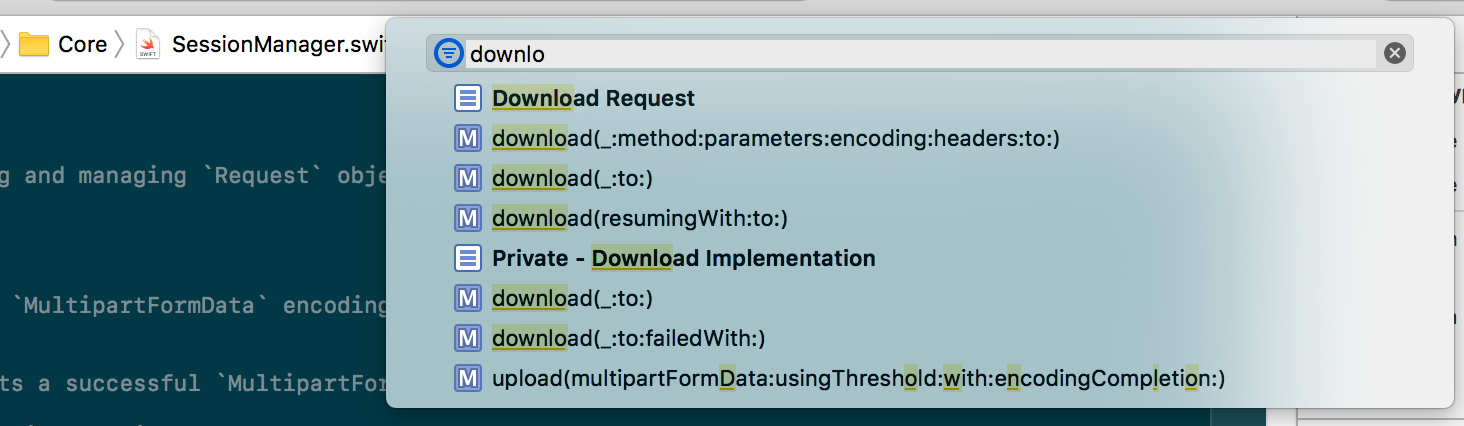 Core SessionManager.swi
downlo
Download Request
download(_:method:parameters:encoding:headers:to:)
download(_:to:)
g and managing `Request` obje
download(resumingWith:to:)
Private - Download Implementation
download(_:to:)
`MultipartFormData` encoding
download(_:to:failedWith:)
upload(multipartFormData:usingThreshold:with:encodingCompletion:)
ts a successful `MultipartFor